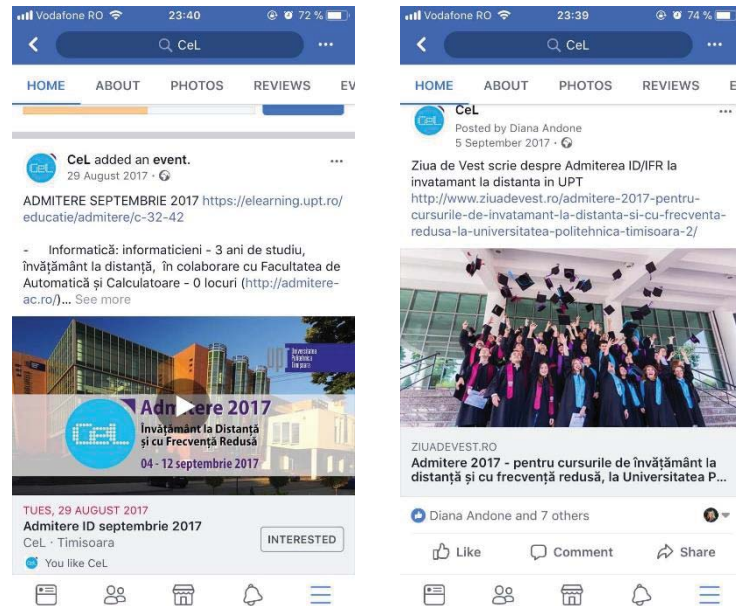 Vodafone RO
23:40
72 %
CeL
HOME ABOUT PHOTOS REVIEWS EV
CeL added an event.
29 August 2017
ADMITERE SEPTEMBRIE 2017 https://elearning.upt.ro/
educatie/admitere/c-32-42
- Informatică: informaticieni - 3 ani de studiu,
învățământ la distanță, în colaborare cu Facultatea de
Automatică și Calculatoare - 0 locuri (http://admitere-
ac.ro/)... See more
upt
Universitatea
Politehnica
Timișoara
CeL
Admitere 2017
Învățământ la Distanță
și cu Frecvență Redusă
04 - 12 septembrie 2017
TUES, 29 AUGUST 2017
Admitere ID septembrie 2017
CeL · Timisoara
INTERESTED
You like CeL
Vodafone RO
23:39
74 %
CeL
HOME ABOUT PHOTOS REVIEWS E
CeL
CeL
Posted by Diana Andone
5 September 2017
Ziua de Vest scrie despre Admiterea ID/IFR la
invatamant la distanta in UPT
http://www.ziuadevest.ro/admitere-2017-pentru-
cursurile-de-invatamant-la-distanta-si-cu-frecventa-
redusa-la-universitatea-politehnica-timisoara-2/
ZIUADEVEST.RO
Admitere 2017 - pentru cursurile de învățământ la
distanță și cu frecvență redusă, la Universitatea P...
Diana Andone and 7 others
Like Comment Share